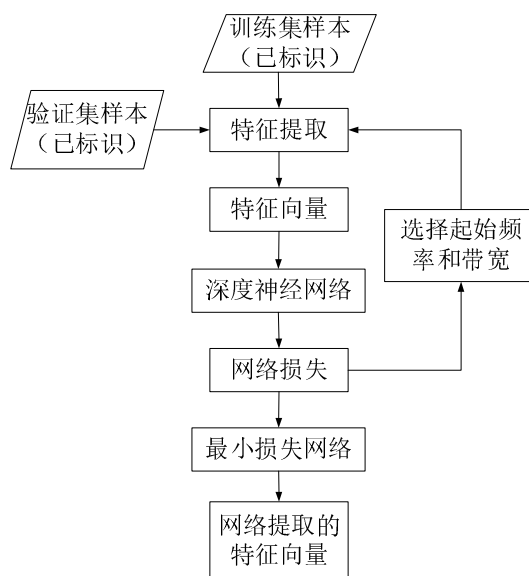 训练集样本
（已标识）
验证集样本
（已标识）
特征提取
特征向量
选择起始频
率和带宽
深度神经网络
网络损失
最小损失网络
网络提取的
特征向量